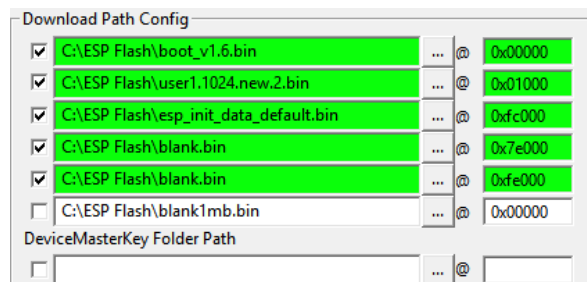 Download Path Config
C:\ESP Flash\boot_v1.6.bin ... @ 0x00000
C:\ESP Flash\user1.1024.new.2.bin ... @ 0x01000
C:\ESP Flash\esp_init_data_default.bin ... @ 0xfc000
C:\ESP Flash\blank.bin ... @ 0x7e000
C:\ESP Flash\blank.bin ... @ 0xfe000
C:\ESP Flash\blank1mb.bin ... @ 0x00000
DeviceMasterKey Folder Path
... @